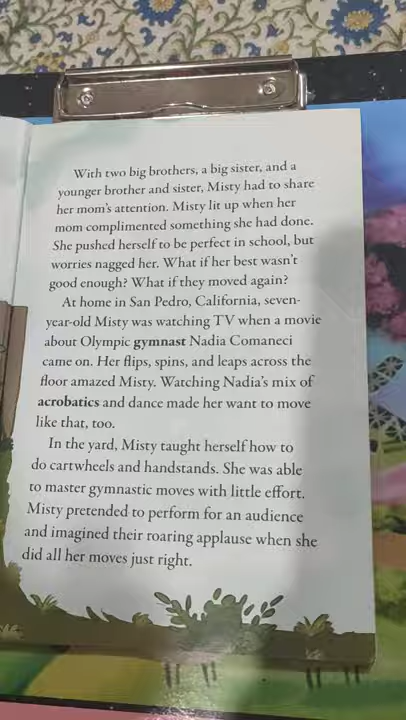 With two big brothers, a big sister, and a
younger brother and sister, Misty had to share
her mom's attention. Misty lit up when her
mom complimented something she had done.
She pushed herself to be perfect in school, but
worries nagged her. What if her best wasn't
good enough? What if they moved again?
At home in San Pedro, California, seven-
year-old Misty was watching TV when a movie
about Olympic gymnast Nadia Comaneci
came on. Her flips, spins, and leaps across the
floor amazed Misty. Watching Nadia's mix of
acrobatics and dance made her want to move
like that, too.
In the yard, Misty taught herself how to
do cartwheels and handstands. She was able
to master gymnastic moves with little effort.
Misty pretended to perform for an audience
and imagined their roaring applause when she
did all her moves just right.